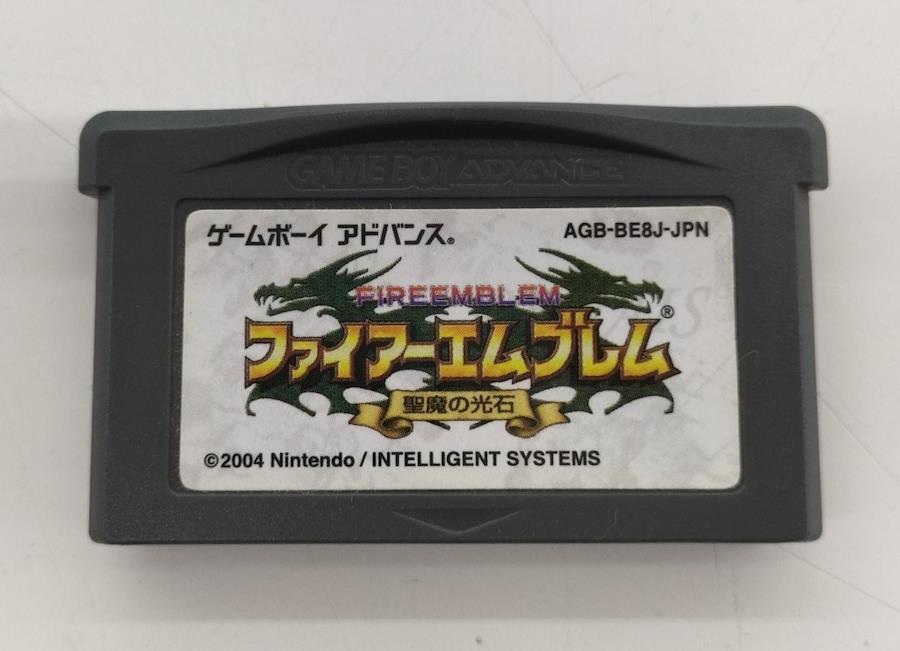 GAME BOY ADVANCE
ゲームボーイ アドバンス®
AGB-BE8J-JPN
FIREEMBLEM
ファイアーエムブレム®
聖魔の光石
©2004 Nintendo / INTELLIGENT SYSTEMS